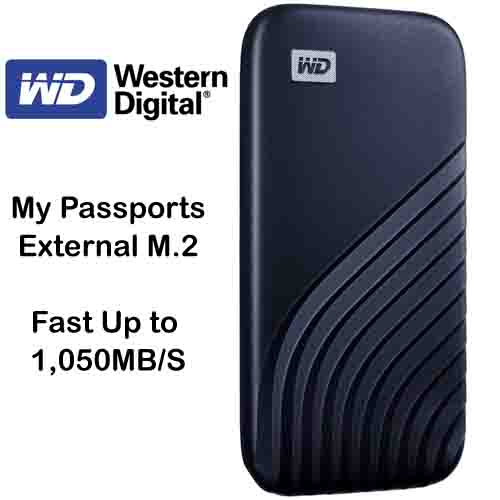 WD Western
Digital®
WD
My Passports
External M.2
Fast Up to
1,050MB/S